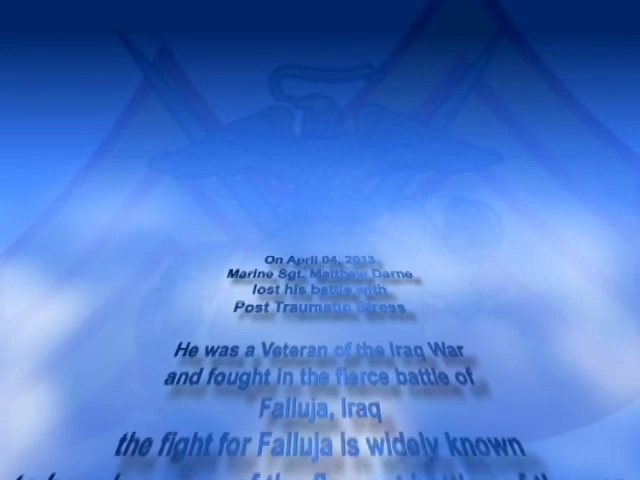 On April 04, 2013
Marine Sgt. Matthew Darne
lost his battle with
Post Traumatic Stress
He was a Veteran of the Iraq War
and fought in the fierce battle of
Falluja, Iraq
the fight for Falluja is widely known